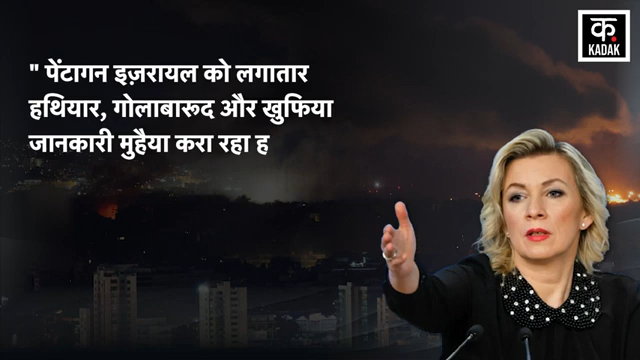 " पेंटागन इज़रायल को लगातार
हथियार, गोलाबारूद और खुफिया
जानकारी मुहैया करा रहा ह
क.
KADAK